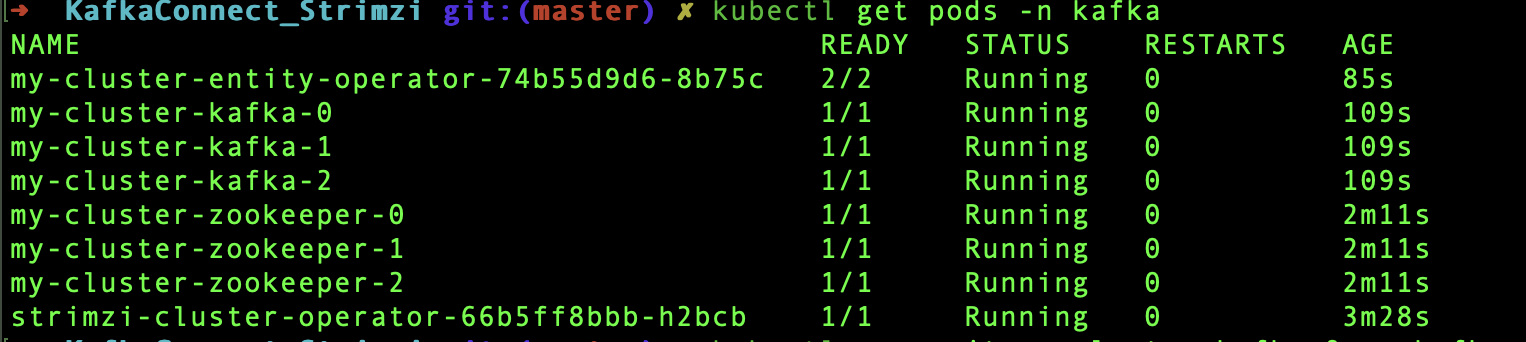 ➜ KafkaConnect_Strimzi git:(master) ✗ kubectl get pods -n kafka
NAME READY STATUS RESTARTS AGE
my-cluster-entity-operator-74b55d9d6-8b75c 2/2 Running 0 85s
my-cluster-kafka-0 1/1 Running 0 109s
my-cluster-kafka-1 1/1 Running 0 109s
my-cluster-kafka-2 1/1 Running 0 109s
my-cluster-zookeeper-0 1/1 Running 0 2m11s
my-cluster-zookeeper-1 1/1 Running 0 2m11s
my-cluster-zookeeper-2 1/1 Running 0 2m11s
strimzi-cluster-operator-66b5ff8bbb-h2bcb 1/1 Running 0 3m28s